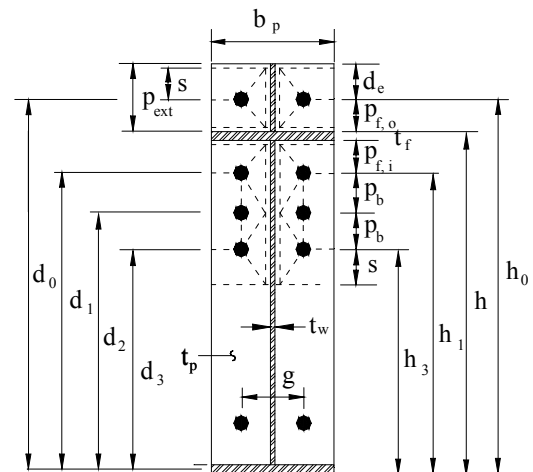 b_p
s
p_ext
d_e
p_f,o
t_f
p_f,i
p_b
p_b
s
d_0
d_1
d_2
d_3
t_w
t_p
g
h_3
h_1
h
h_0